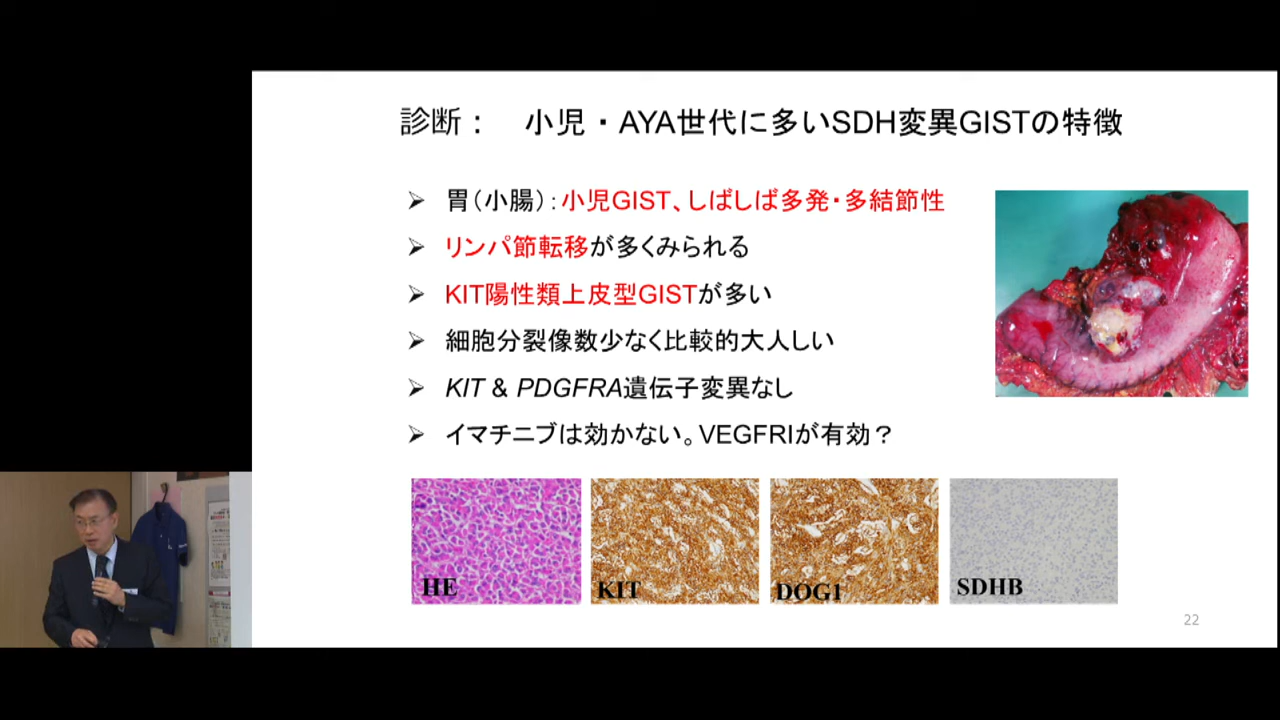 診断： 小児・AYA世代に多いSDH変異GISTの特徴
➢ 胃（小腸）：小児GIST、しばしば多発・多結節性
➢ リンパ節転移が多くみられる
➢ KIT陽性類上皮型GISTが多い
➢ 細胞分裂像数少なく比較的大人しい
➢ KIT & PDGFRA遺伝子変異なし
➢ イマチニブは効かない。VEGFRIが有効？
HE
KIT
DOG1
SDHB
22